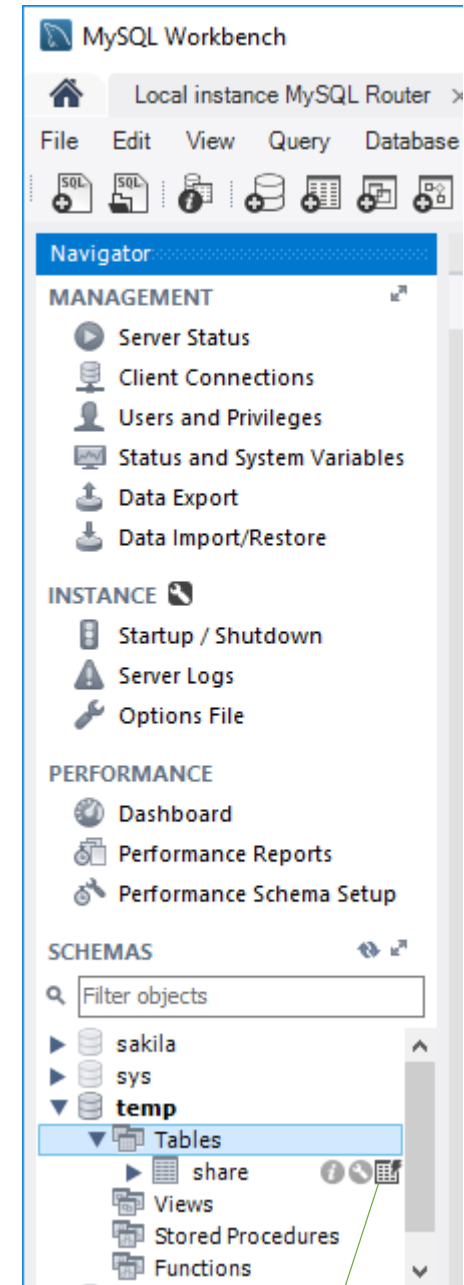 MySQL Workbench
Local instance MySQL Router
File Edit View Query Database
SQL SQL
Navigator
MANAGEMENT
Server Status
Client Connections
Users and Privileges
Status and System Variables
Data Export
Data Import/Restore
INSTANCE
Startup / Shutdown
Server Logs
Options File
PERFORMANCE
Dashboard
Performance Reports
Performance Schema Setup
SCHEMAS
Filter objects
sakila
sys
temp
Tables
share
Views
Stored Procedures
Functions